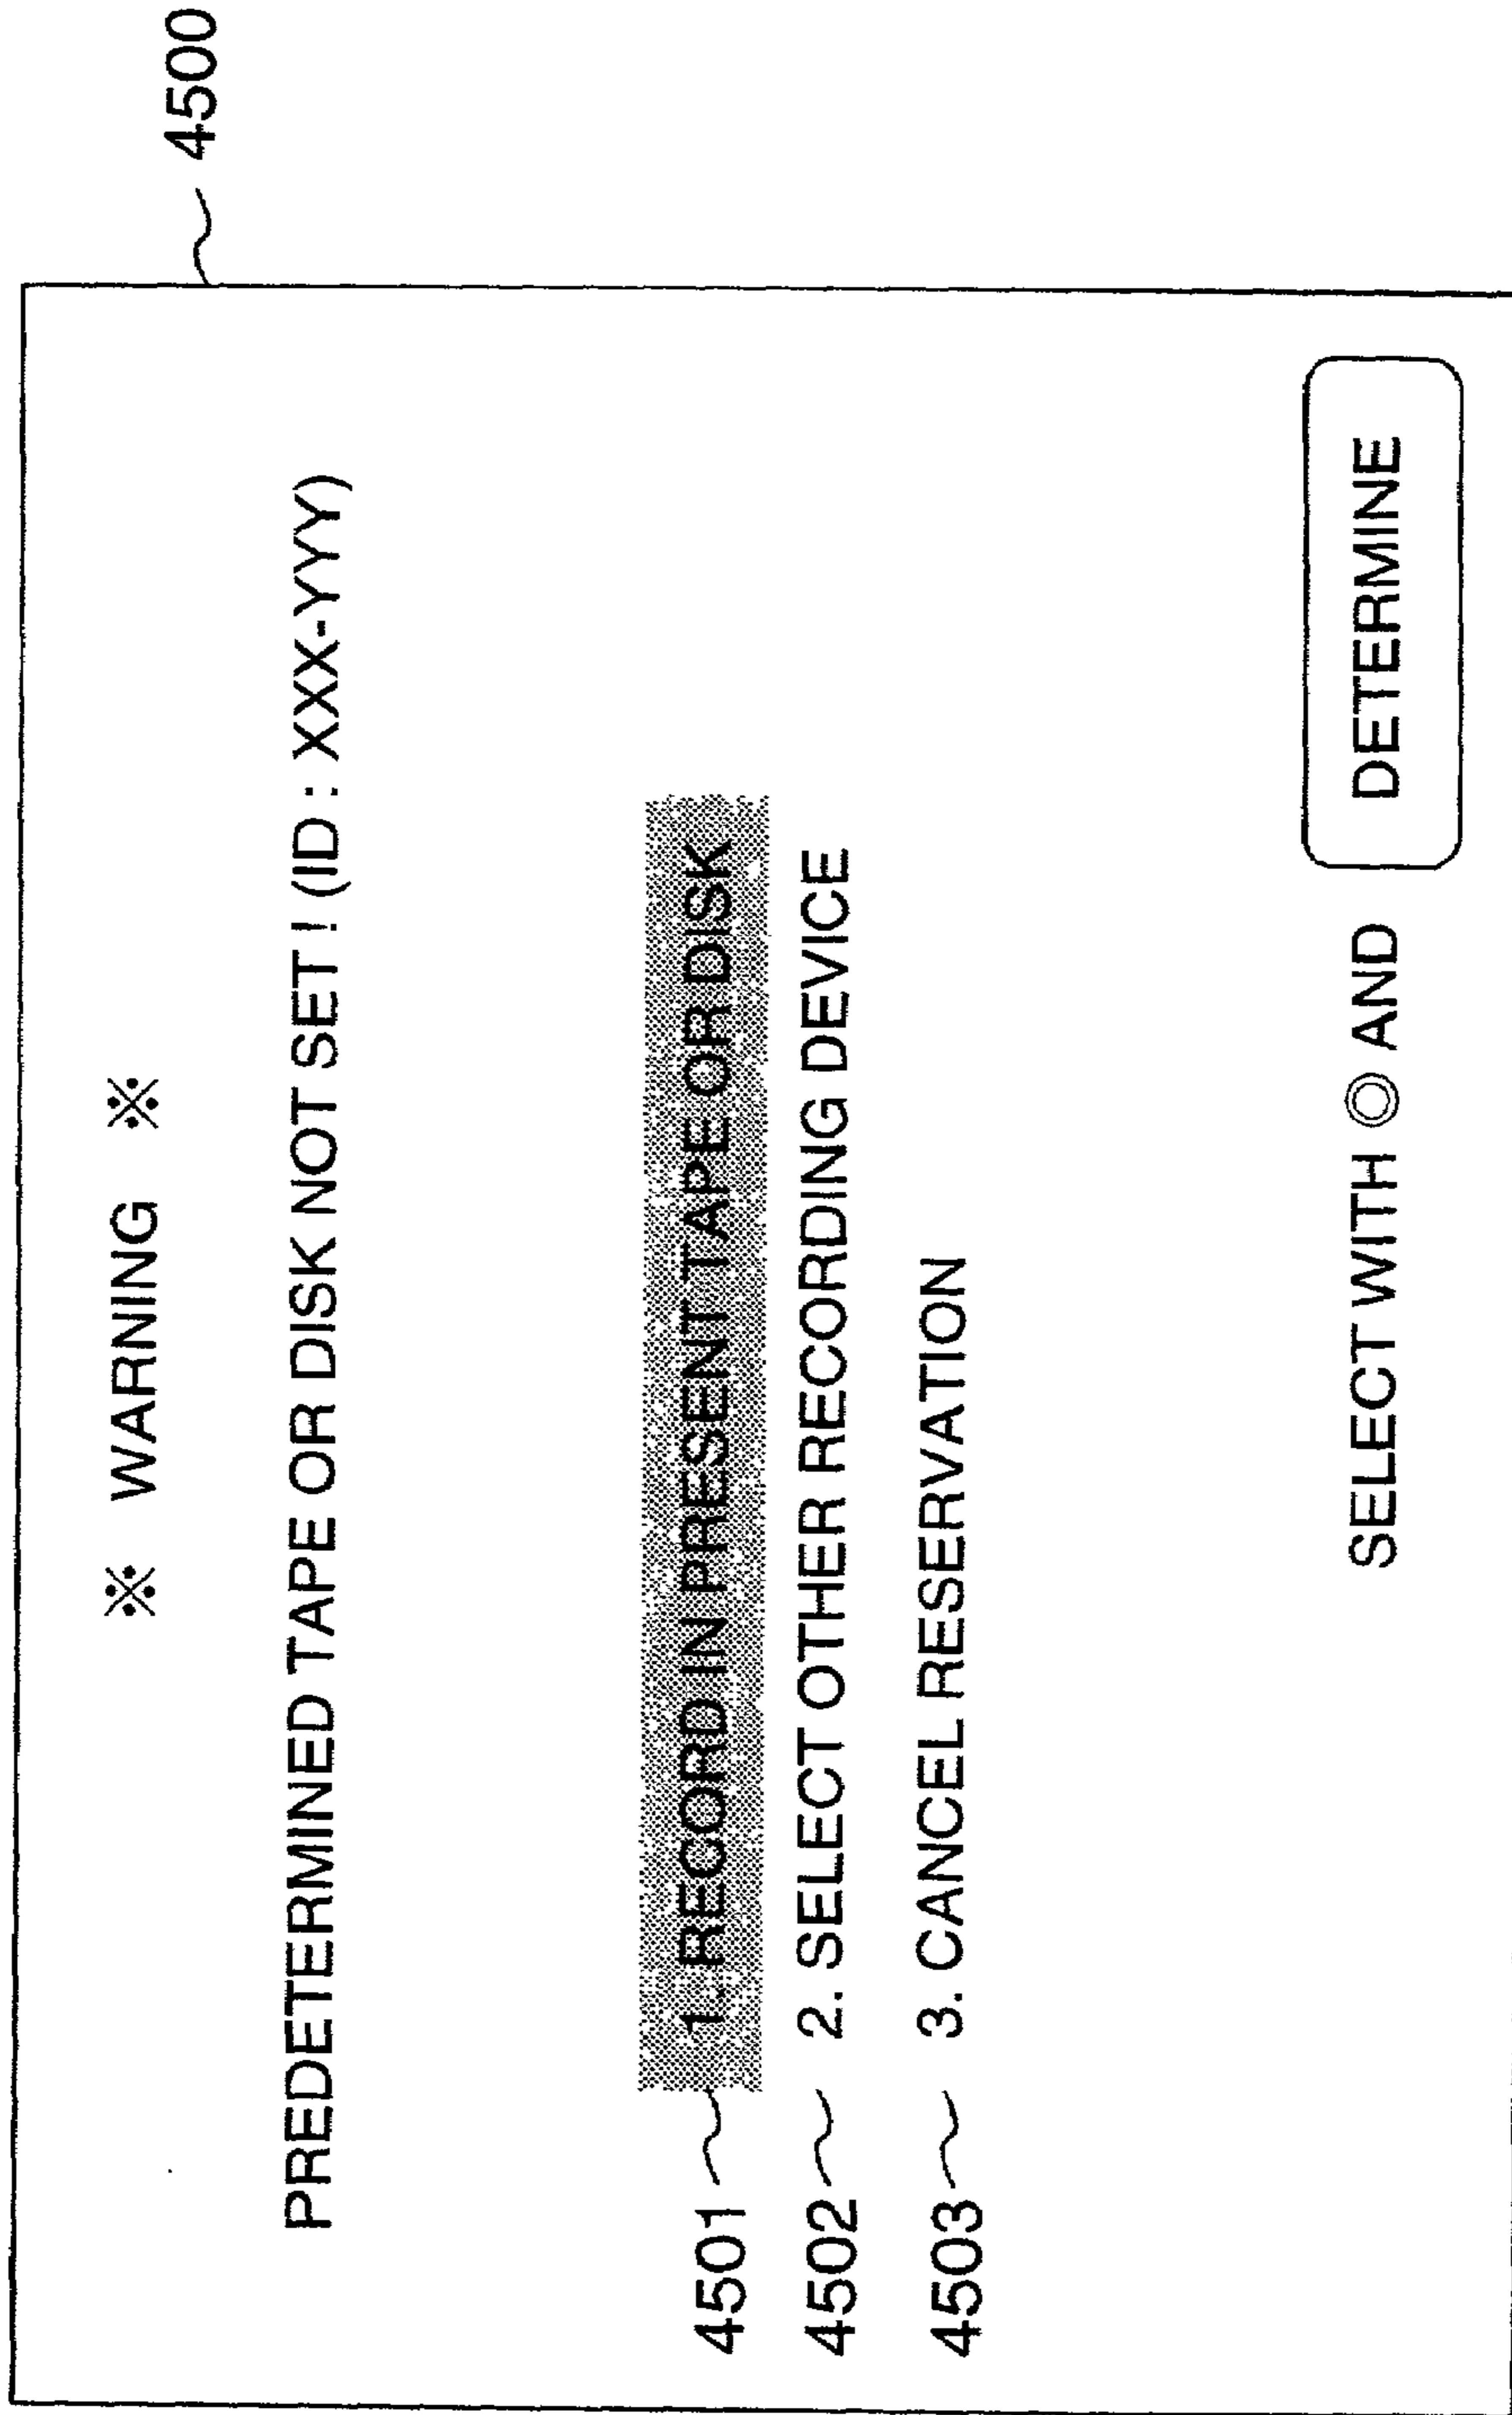 4500
※ WARNING ※
PREDETERMINED TAPE OR DISK NOT SET ! (ID : XXX-YYY)
4501 1. RECORD IN PRESENT TAPE OR DISK
4502 2. SELECT OTHER RECORDING DEVICE
4503 3. CANCEL RESERVATION
SELECT WITH ◎ AND DETERMINE